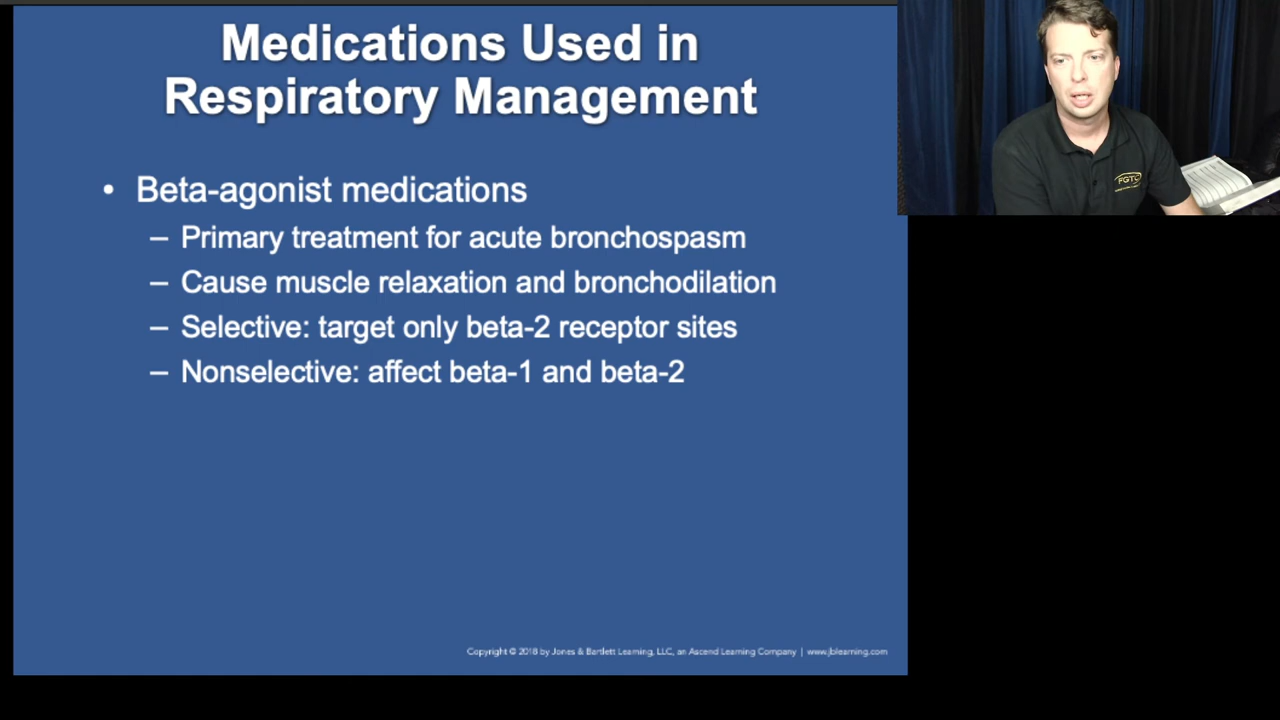 Medications Used in
Respiratory Management
• Beta-agonist medications
– Primary treatment for acute bronchospasm
– Cause muscle relaxation and bronchodilation
– Selective: target only beta-2 receptor sites
– Nonselective: affect beta-1 and beta-2
Copyright © 2018 by Jones & Bartlett Learning, LLC, an Ascend Learning Company | www.jblearning.com
FGTC